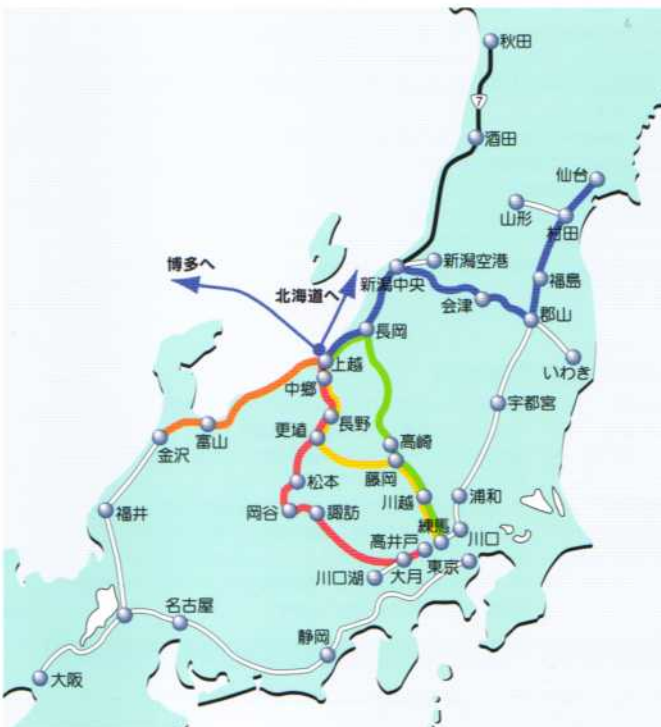 秋田
7
酒田
仙台
山形
村田
博多へ
新潟空港
北海道へ
新潟中央
福島
会津
郡山
長岡
いわき
上越
中郷
宇都宮
長野
更埴
高崎
富山
金沢
藤岡
松本
川越
浦和
福井
岡谷
諏訪
練馬
川口
高井戸
東京
川口湖
大月
名古屋
静岡
大阪